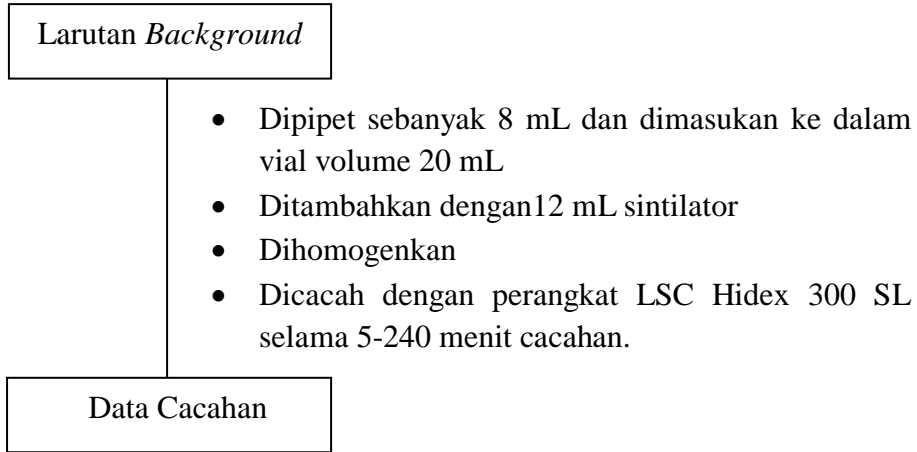 Larutan Background
• Dipipet sebanyak 8 mL dan dimasukan ke dalam
vial volume 20 mL
• Ditambahkan dengan12 mL sintilator
• Dihomogenkan
• Dicacah dengan perangkat LSC Hidex 300 SL
selama 5-240 menit cacahan.
Data Cacahan